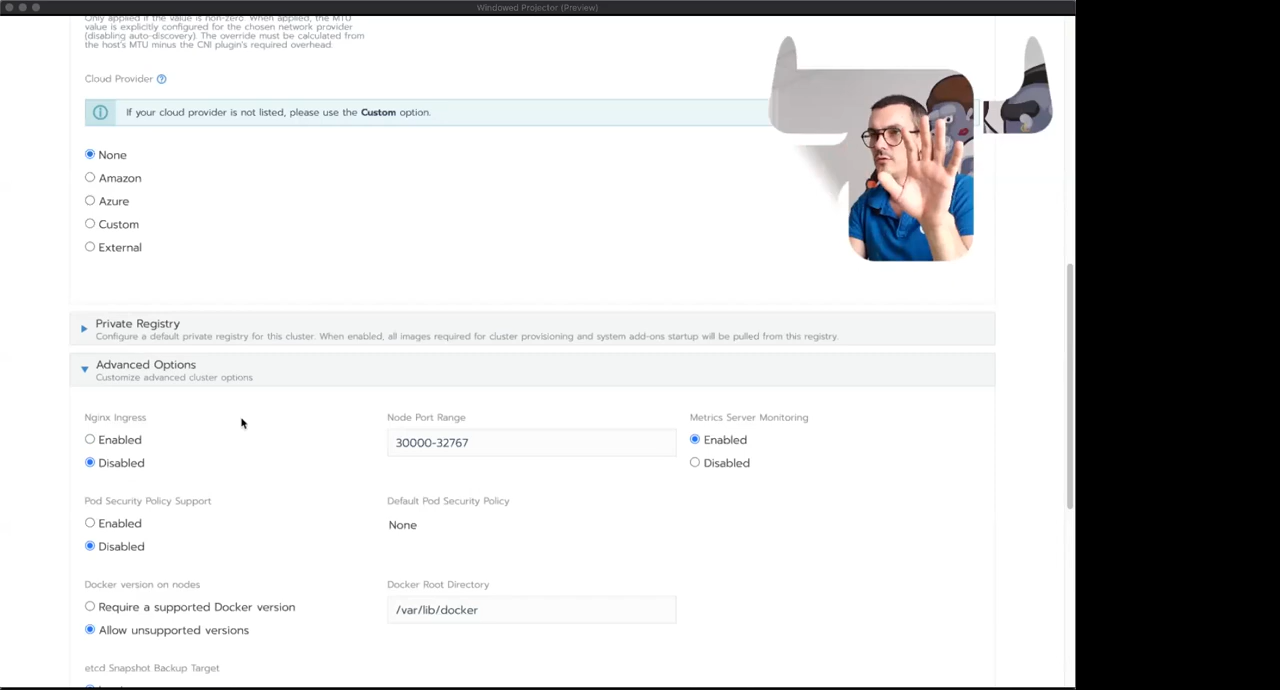 Windowed Projector (Preview)
Only applied if the value is non-zero. When applied, the MTU
value is explicitly configured for the chosen network provider
(disabling auto-discovery). The override must be calculated from
the host's MTU minus the CNI plugin's required overhead.
Cloud Provider
If your cloud provider is not listed, please use the Custom option.
None
Amazon
Azure
Custom
External
Private Registry
Configure a default private registry for this cluster. When enabled, all images required for cluster provisioning and system add-ons startup will be pulled from this registry.
Advanced Options
Customize advanced cluster options
Nginx Ingress
Node Port Range
Metrics Server Monitoring
Enabled
30000-32767
Enabled
Disabled
Disabled
Pod Security Policy Support
Default Pod Security Policy
Enabled
None
Disabled
Docker version on nodes
Docker Root Directory
Require a supported Docker version
/var/lib/docker
Allow unsupported versions
etcd Snapshot Backup Target